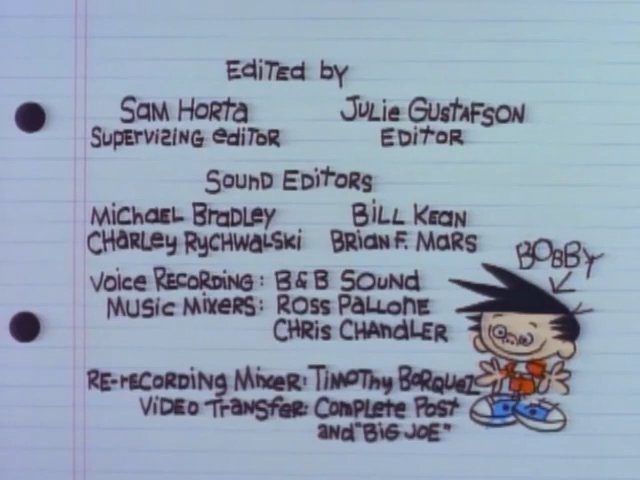 Edited by
Sam Horta Julie Gustafson
Supervizing editor Editor
Sound Editors
Michael Bradley Bill Kean
Charley Rychwalski Brian F. Mars
Voice Recording: B & B Sound
Music Mixers: Ross Pallone
Chris Chandler
BOBBY
Re-recording Mixer: Timothy Borquez
Video Transfer: Complete Post
and "Big Joe"